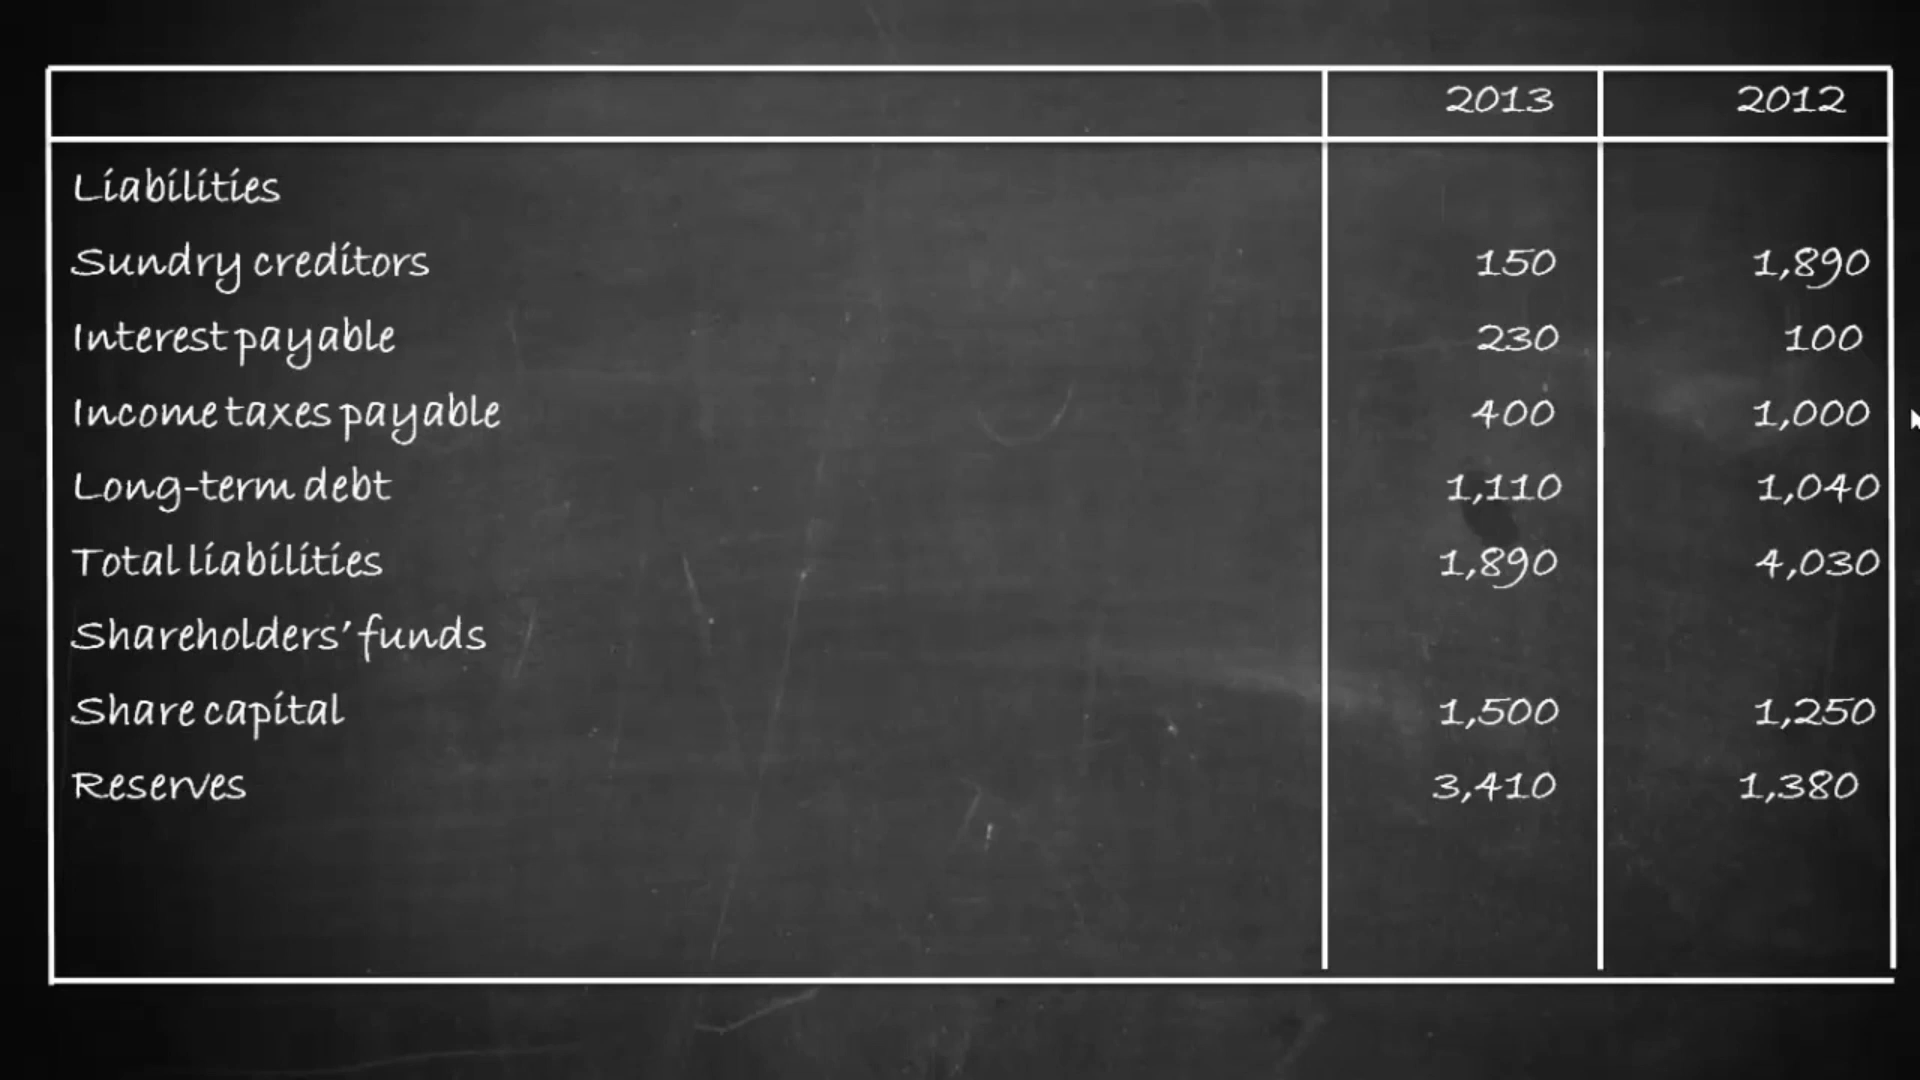 2013 2012
Liabilities
Sundry creditors 150 1,890
Interest payable 230 100
Income taxes payable 400 1,000
Long-term debt 1,110 1,040
Total liabilities 1,890 4,030
Shareholders' funds
Share capital 1,500 1,250
Reserves 3,410 1,380